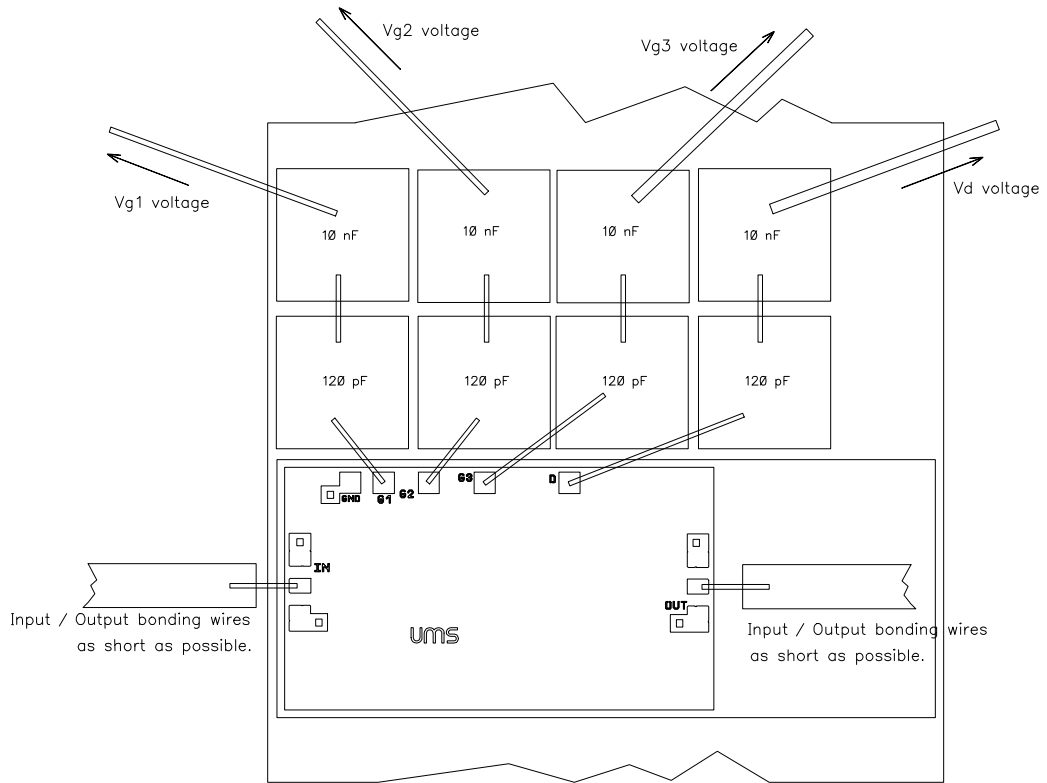 Vg2 voltage
Vg3 voltage
Vg1 voltage
Vd voltage
10 nF
10 nF
10 nF
10 nF
120 pF
120 pF
120 pF
120 pF
GND
G1
G2
G3
D
IN
OUT
ums
Input / Output bonding wires
as short as possible.
Input / Output bonding wires
as short as possible.